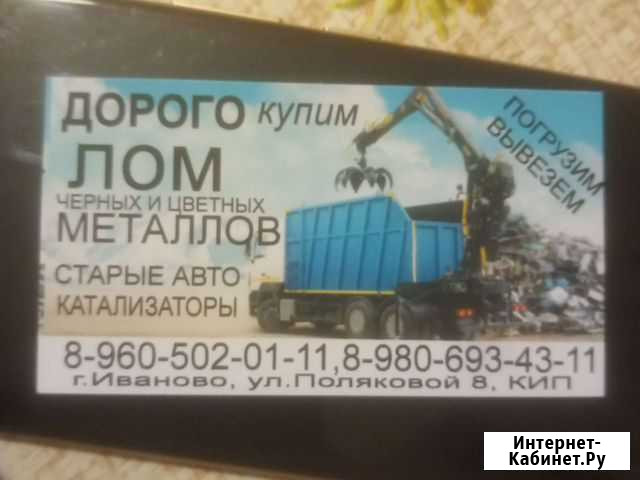 ДОРОГО купим
ЛОМ
ЧЕРНЫХ И ЦВЕТНЫХ
МЕТАЛЛОВ
СТАРЫЕ АВТО
КАТАЛИЗАТОРЫ
ПОГРУЗИМ
ВЫВЕЗЕМ
8-960-502-01-11,8-980-693-43-11
г.Иваново, ул.Поляковой 8, КИП
Интернет-
Кабинет.Ру